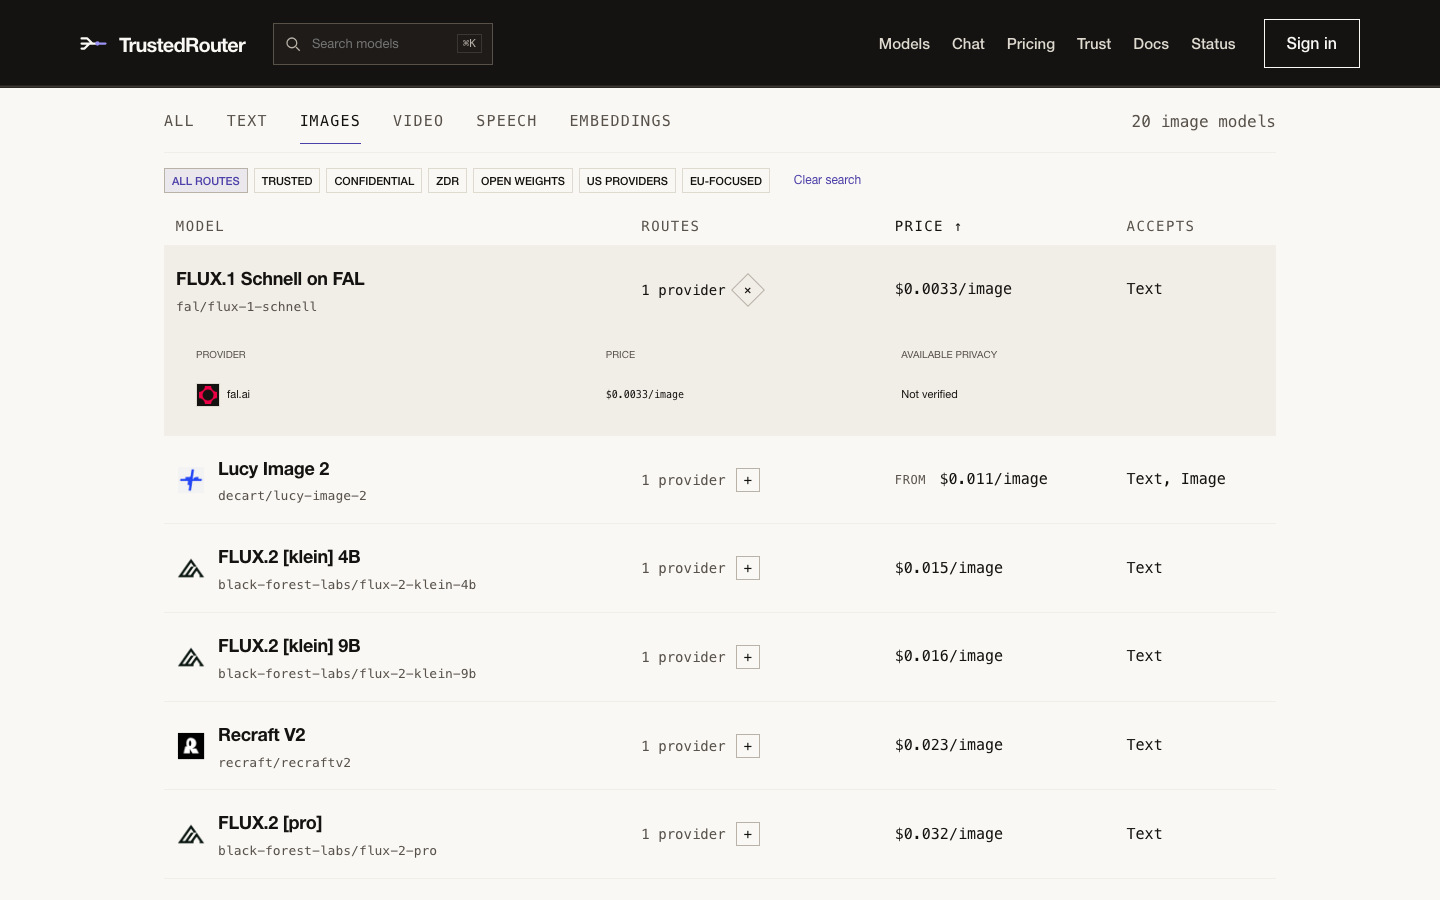 TrustedRouter
Search models
⌘K
Models Chat Pricing Trust Docs Status Sign in
ALL TEXT IMAGES VIDEO SPEECH EMBEDDINGS 20 image models
ALL ROUTES TRUSTED CONFIDENTIAL ZDR OPEN WEIGHTS US PROVIDERS EU-FOCUSED Clear search
MODEL ROUTES PRICE ↑ ACCEPTS
FLUX.1 Schnell on FAL
fal/flux-1-schnell
1 provider × $0.0033/image Text
PROVIDER PRICE AVAILABLE PRIVACY
fal.ai $0.0033/image Not verified
Lucy Image 2
decart/lucy-image-2
1 provider + FROM $0.011/image Text, Image
FLUX.2 [klein] 4B
black-forest-labs/flux-2-klein-4b
1 provider + $0.015/image Text
FLUX.2 [klein] 9B
black-forest-labs/flux-2-klein-9b
1 provider + $0.016/image Text
Recraft V2
recraft/recraftv2
1 provider + $0.023/image Text
FLUX.2 [pro]
black-forest-labs/flux-2-pro
1 provider + $0.032/image Text